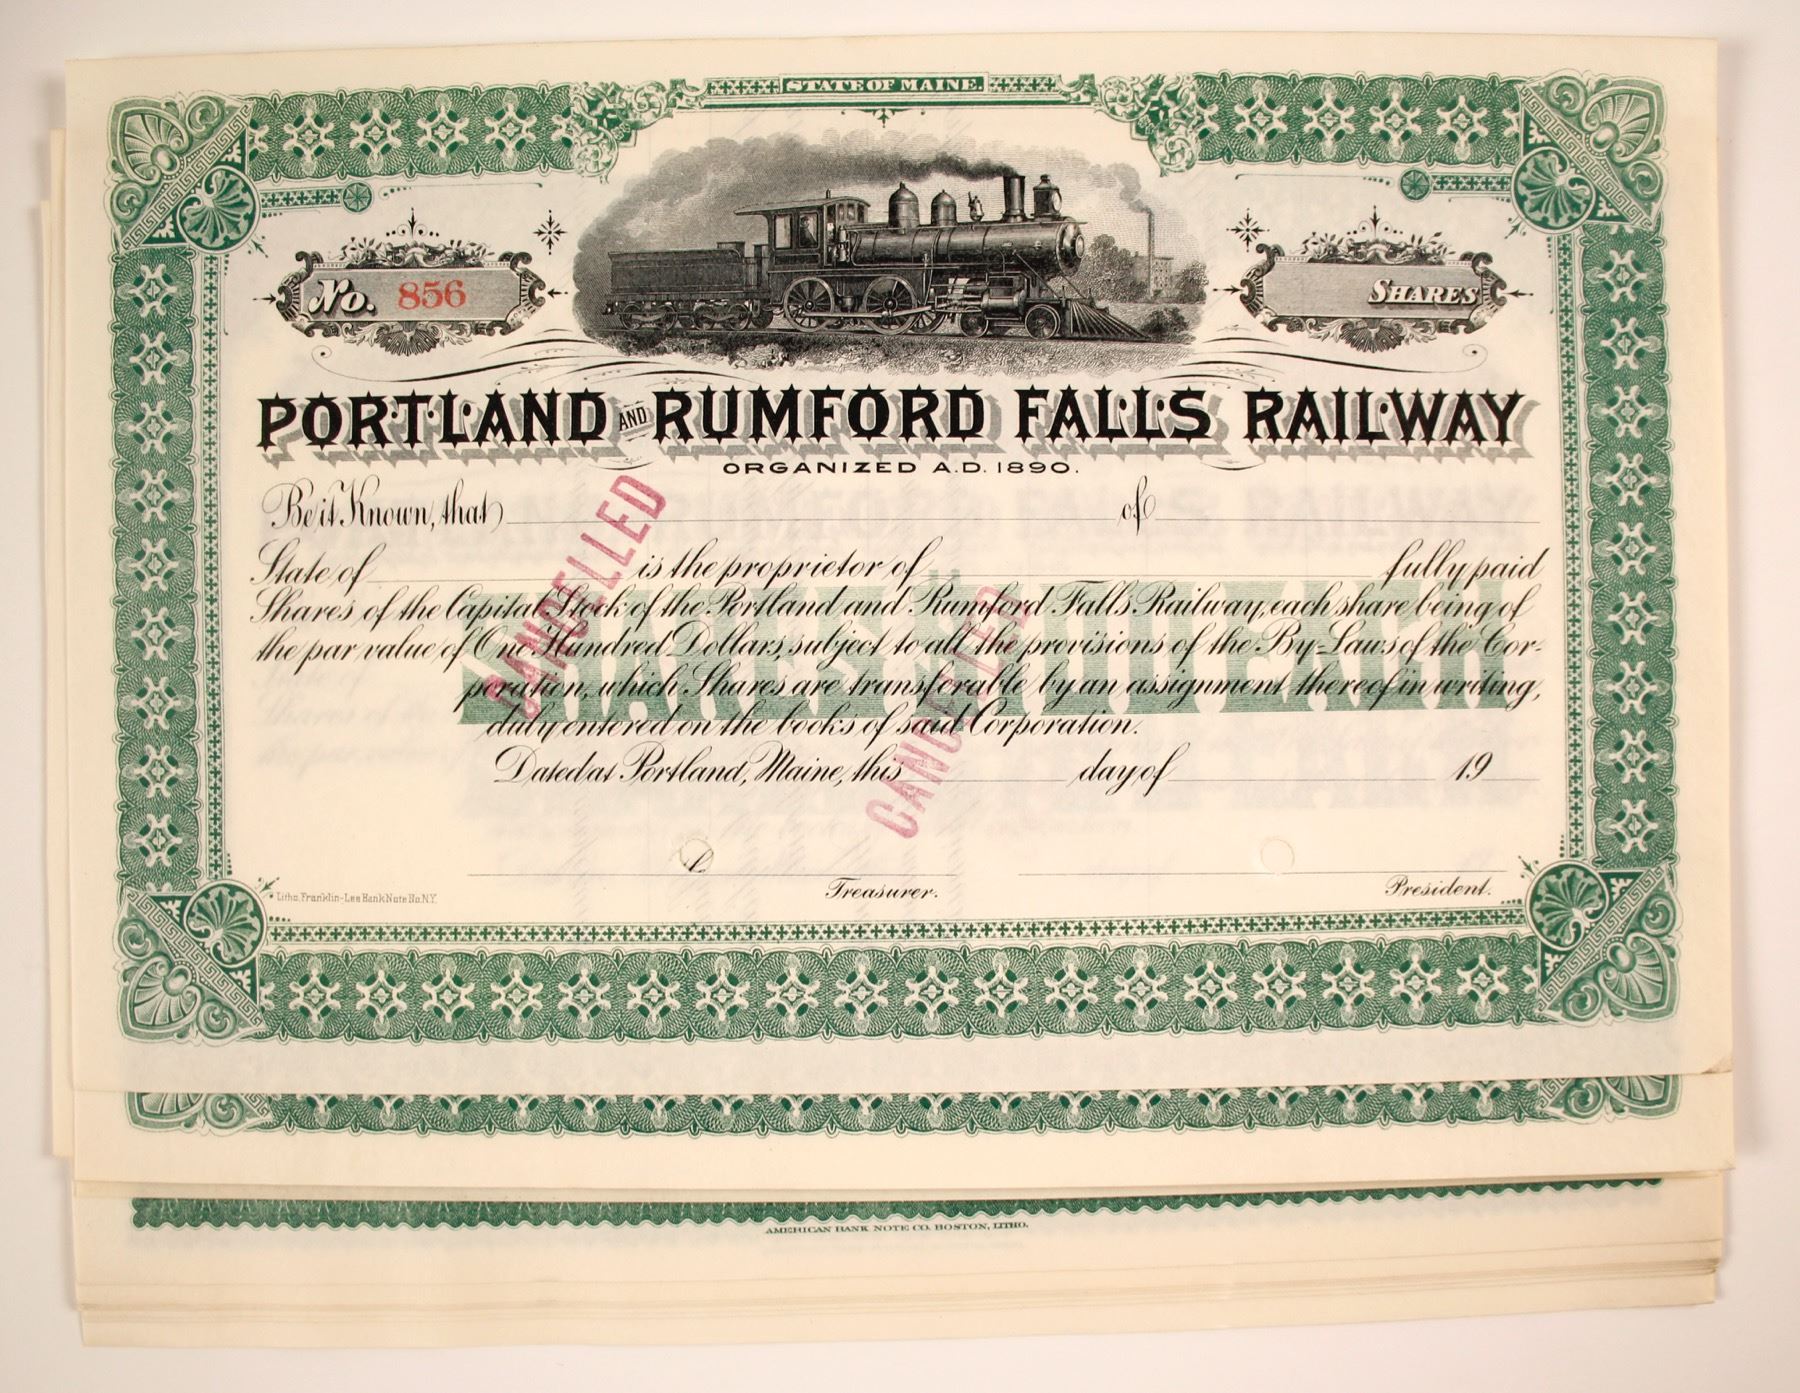 STATE OF MAINE.
No. 856
SHARES
PORTLAND AND RUMFORD FALLS RAILWAY
ORGANIZED A.D. 1890.
Be it Known, that of
State of is the proprietor of fully paid
Shares of the Capital Stock of the Portland and Rumford Falls Railway, each share being of
the par value of One Hundred Dollars, subject to all the provisions of the By-Laws of the Cor-
poration, which Shares are transferable by an assignment thereof in writing,
duly entered on the books of said Corporation.
Dated at Portland, Maine, this day of 19
CANCELLED
CANCELLED
Treasurer.
President.
Litho. Franklin-Lee Bank Note Co. N.Y.
SHARES $100 EACH
AMERICAN BANK NOTE CO. BOSTON, LITHO.